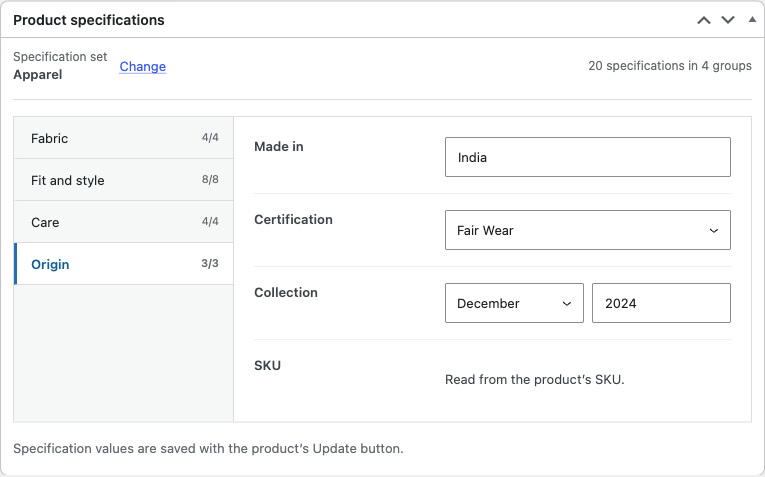 Product specifications
Specification set
Apparel
Change
20 specifications in 4 groups
Fabric 4/4
Fit and style 8/8
Care 4/4
Origin 3/3
Made in India
Certification Fair Wear
Collection December 2024
SKU
Read from the product's SKU.
Specification values are saved with the product's Update button.